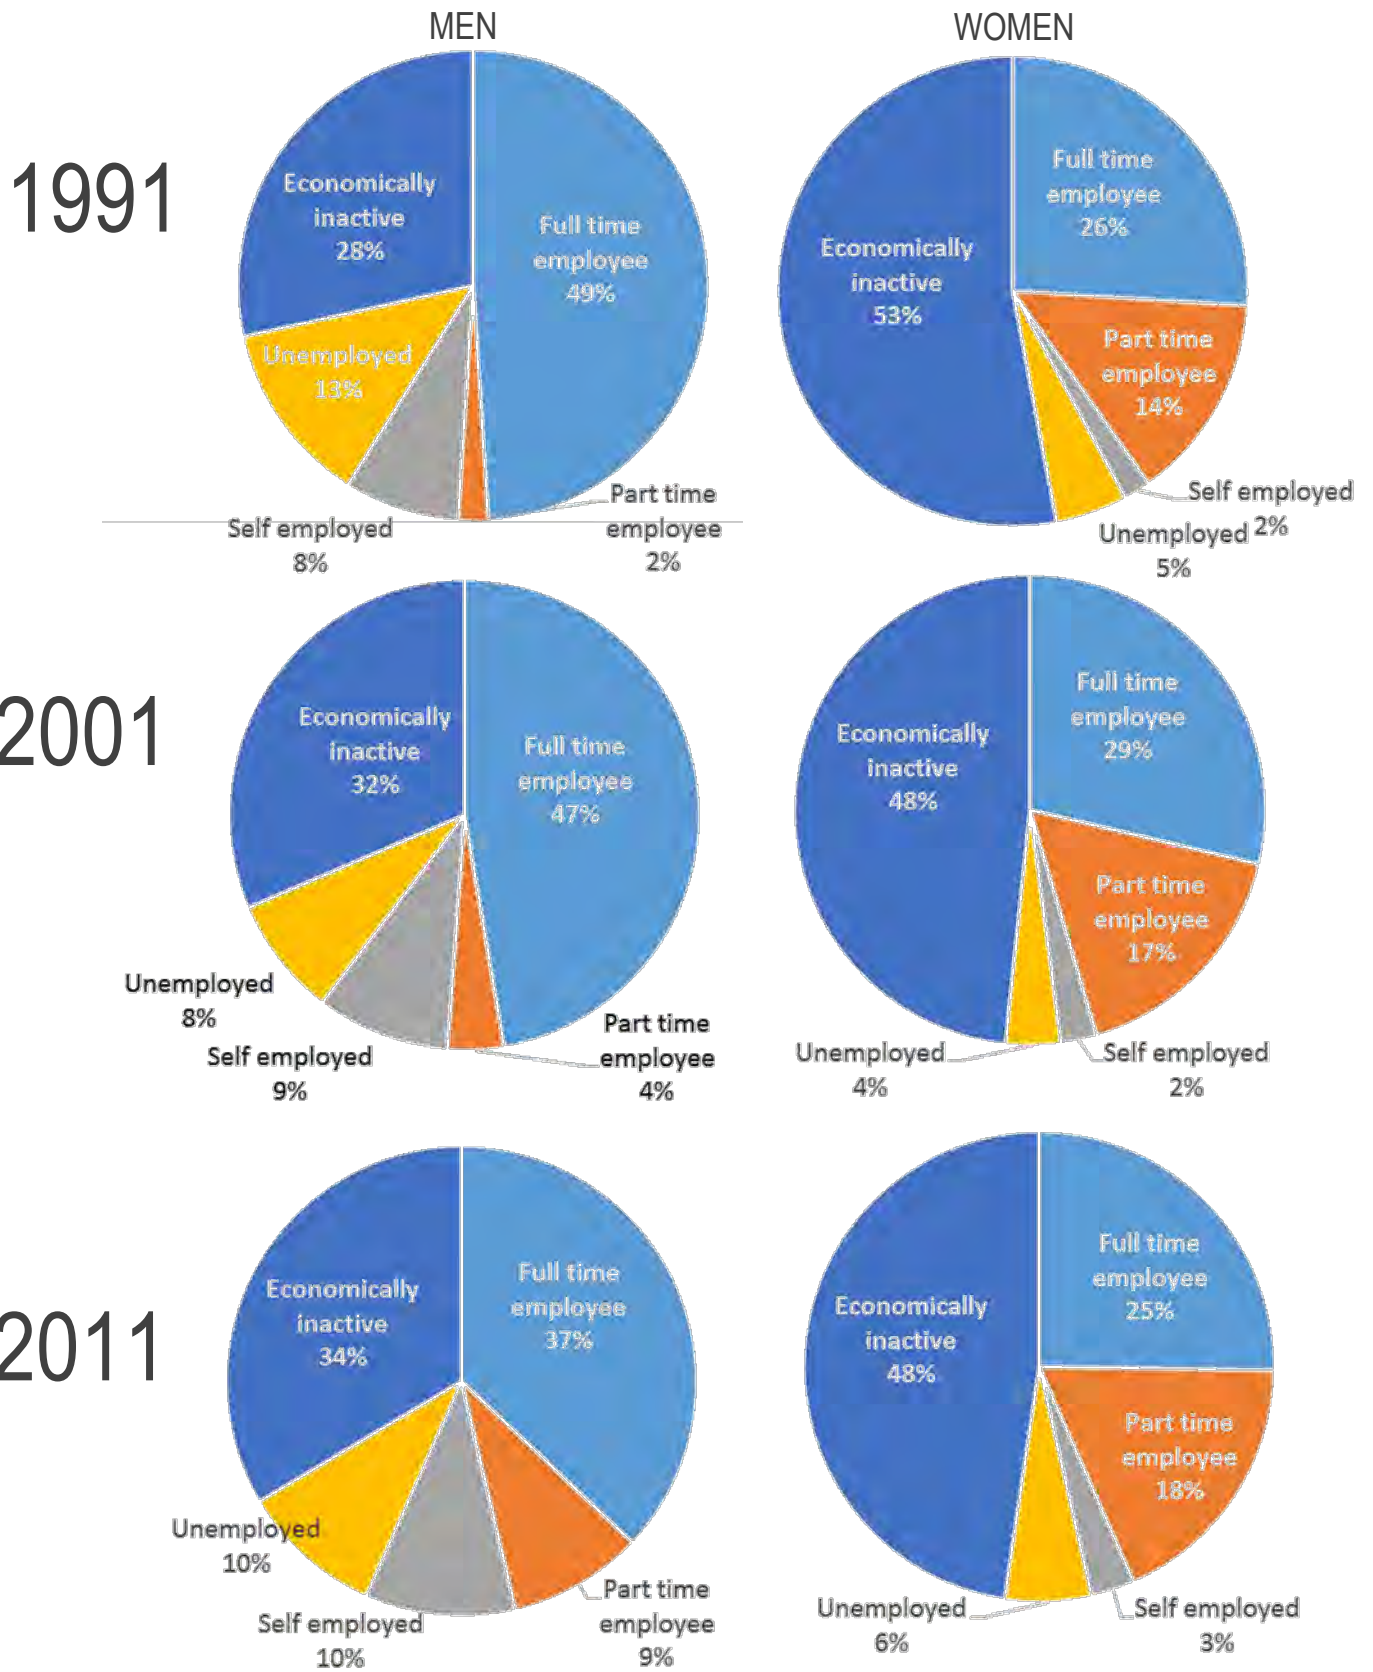 MEN
WOMEN
1991
Economically
inactive
28%
Full time
employee
49%
Unemployed
13%
Self employed
8%
Part time
employee
2%
Full time
employee
26%
Economically
inactive
53%
Part time
employee
14%
Self employed
2%
Unemployed
5%
2001
Economically
inactive
32%
Full time
employee
47%
Unemployed
8%
Self employed
9%
Part time
employee
4%
Full time
employee
29%
Economically
inactive
48%
Part time
employee
17%
Unemployed
4%
Self employed
2%
2011
Economically
inactive
34%
Full time
employee
37%
Unemployed
10%
Self employed
10%
Part time
employee
9%
Full time
employee
25%
Economically
inactive
48%
Part time
employee
18%
Unemployed
6%
Self employed
3%